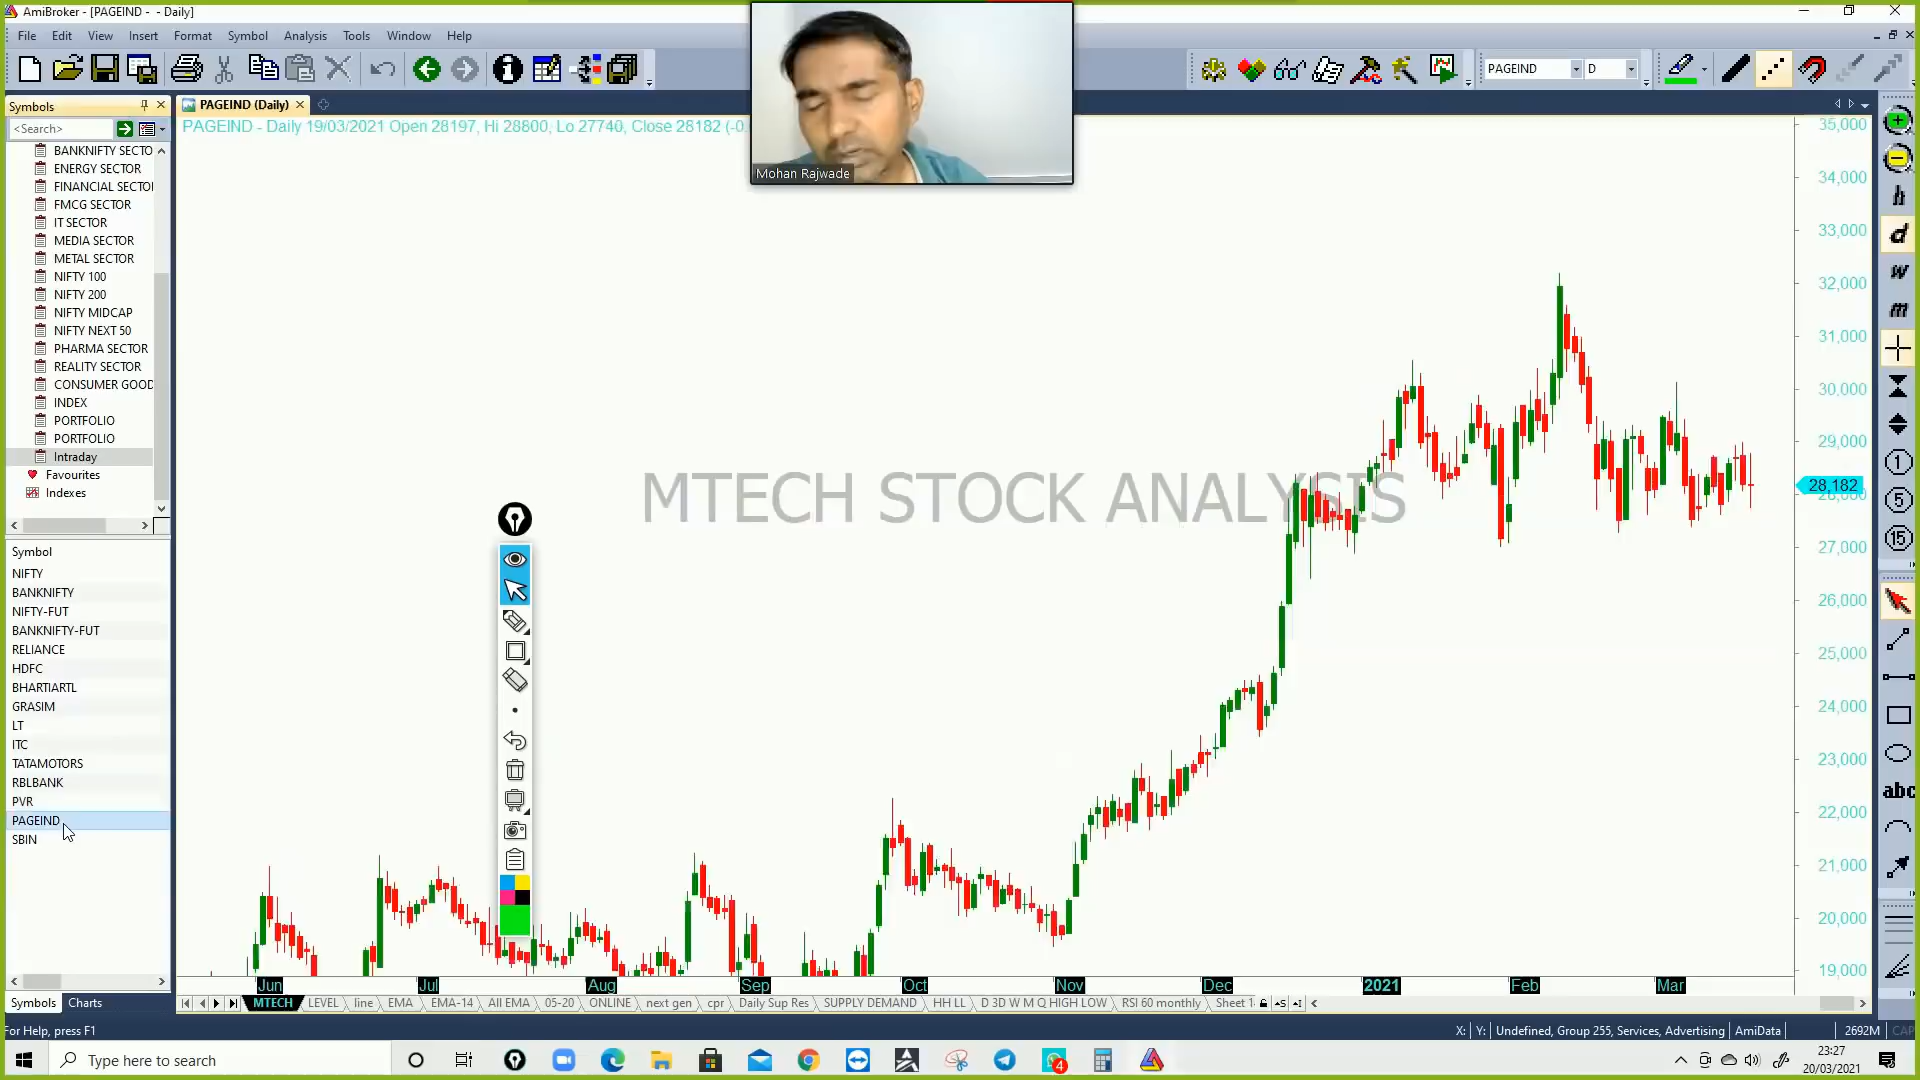 AmiBroker - [PAGEIND - - Daily]
File Edit View Insert Format Symbol Analysis Tools Window Help
PAGEIND D
Symbols
PAGEIND (Daily)
<Search>
PAGEIND - Daily 19/03/2021 Open 28197, Hi 28800, Lo 27740, Close 28182 (-0.
Mohan Rajwade
BANKNIFTY SECTO
ENERGY SECTOR
FINANCIAL SECTOI
FMCG SECTOR
IT SECTOR
MEDIA SECTOR
METAL SECTOR
NIFTY 100
NIFTY 200
NIFTY MIDCAP
NIFTY NEXT 50
PHARMA SECTOR
REALITY SECTOR
CONSUMER GOOD
INDEX
PORTFOLIO
PORTFOLIO
Intraday
Favourites
Indexes
Symbol
NIFTY
BANKNIFTY
NIFTY-FUT
BANKNIFTY-FUT
RELIANCE
HDFC
BHARTIARTL
GRASIM
LT
ITC
TATAMOTORS
RBLBANK
PVR
PAGEIND
SBIN
MTECH STOCK ANALYSIS
35,000
34,000
33,000
32,000
31,000
30,000
29,000
28,182
27,000
26,000
25,000
24,000
23,000
22,000
21,000
20,000
19,000
h
d
w
m
1
5
15
abc
Jun Jul Aug Sep Oct Nov Dec 2021 Feb Mar
Symbols Charts
MTECH LEVEL line EMA EMA-14 All EMA 05-20 ONLINE next gen cpr Daily Sup Res SUPPLY DEMAND HH LL D 3D W M Q HIGH LOW RSI 60 monthly Sheet 1
For Help, press F1
X: Y: Undefined, Group 255, Services, Advertising AmiData 2692M CAP
Type here to search
4
23:27
20/03/2021